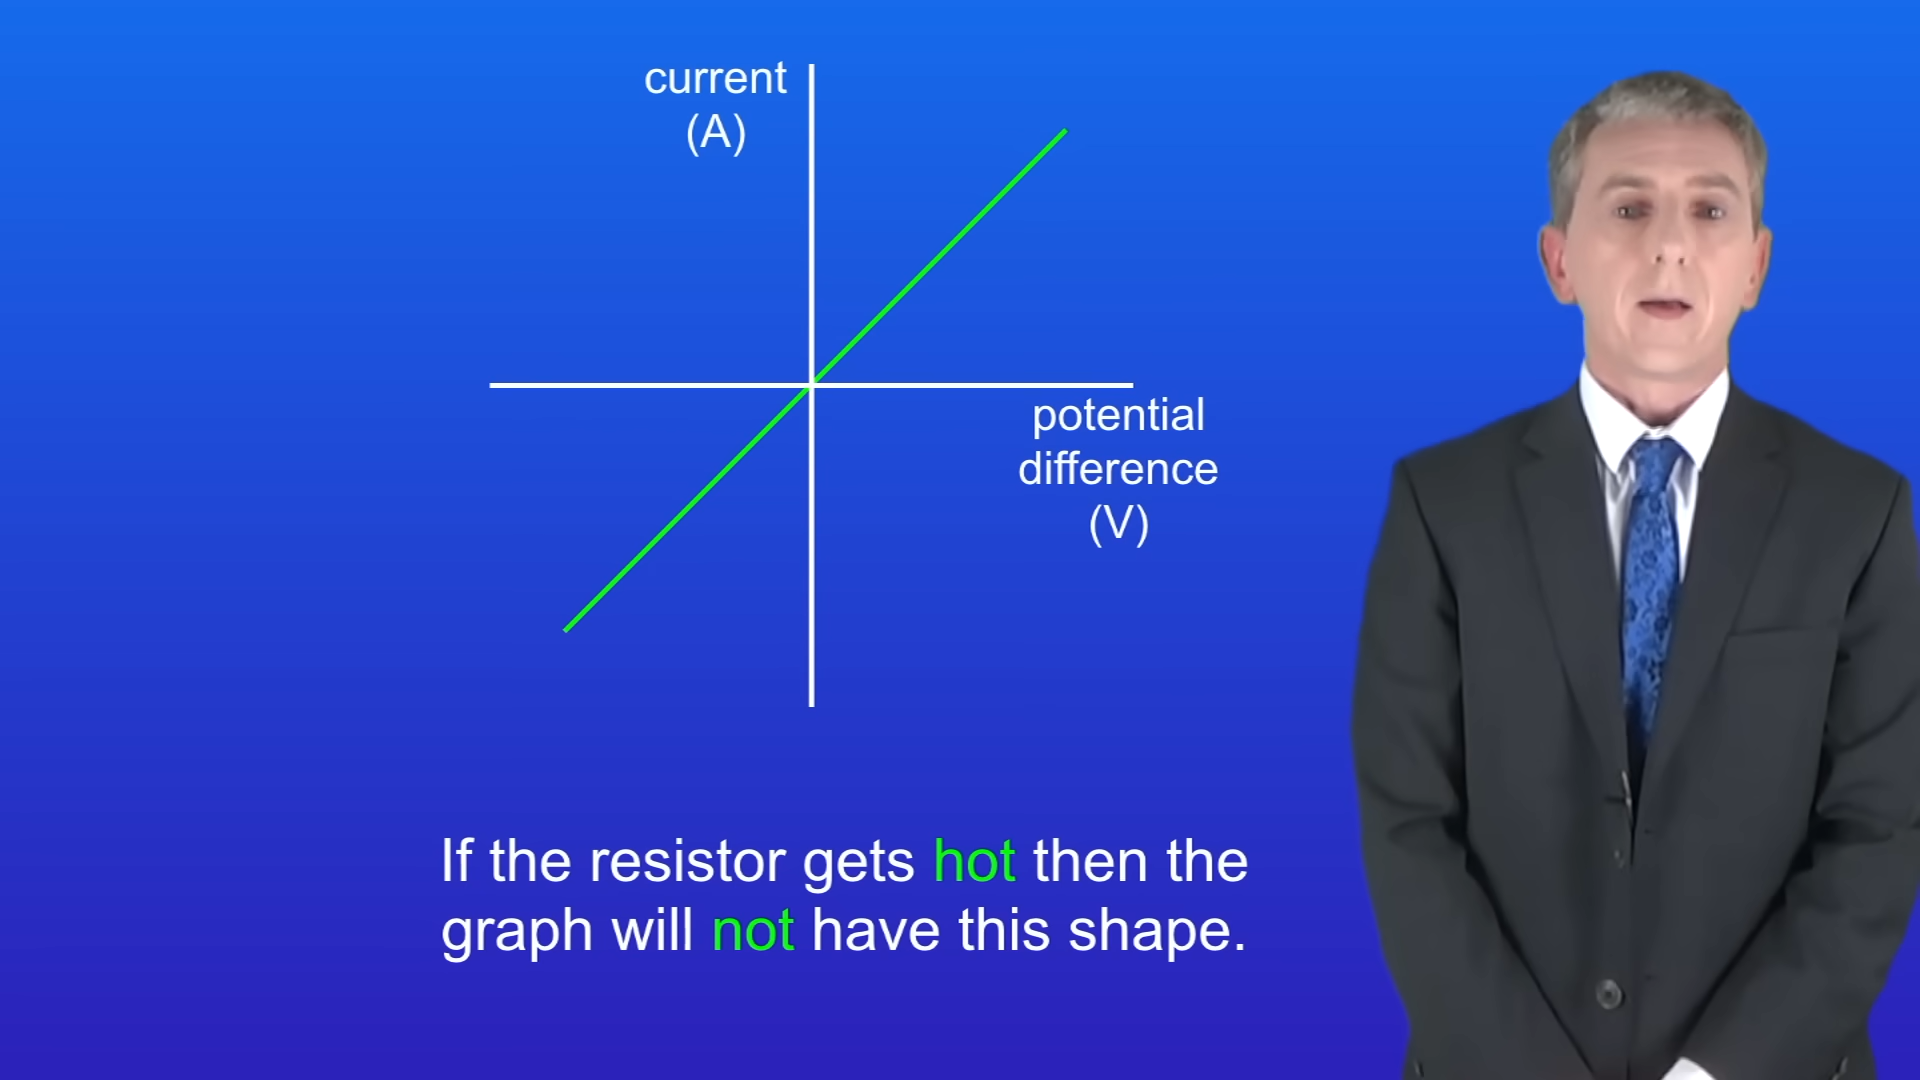 current
(A)
potential
difference
(V)
If the resistor gets hot then the
graph will not have this shape.